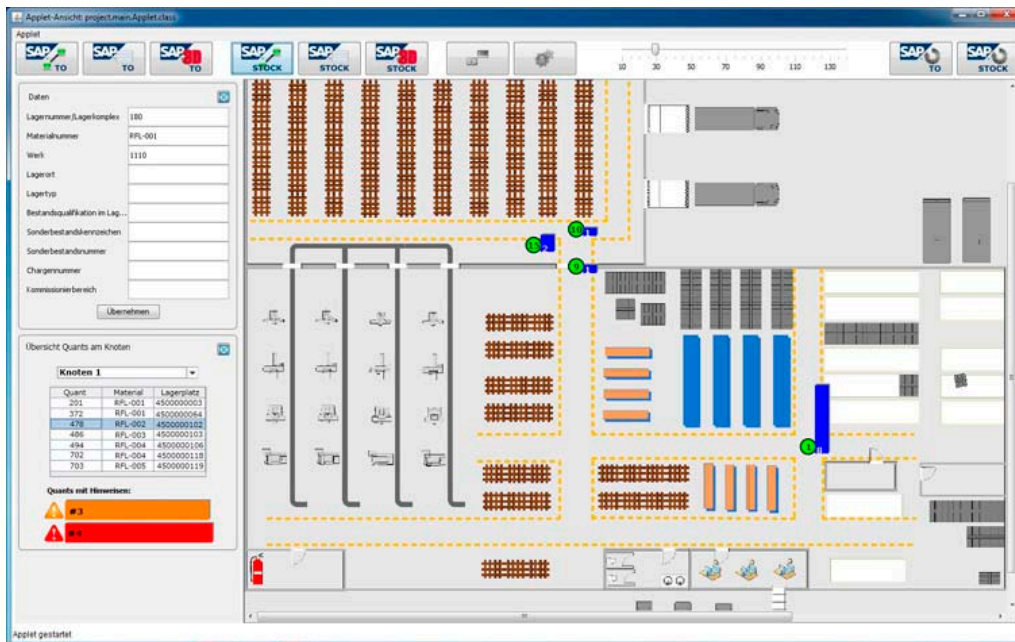 Applet-Ansicht: project.main.Applet.class
Applet
SAP TO
SAP TO
SAP 3D TO
SAP STOCK
SAP STOCK
SAP 3D STOCK
10 30 50 70 90 110 130
SAP TO
SAP STOCK
Daten
Lagernummer/Lagerkomplex 180
Materialnummer RFL-001
Werk 1110
Lagerort
Lagertyp
Bestandsqualifikation im Lag...
Sonderbestandskennzeichen
Sonderbestandsnummer
Chargennummer
Kommissionierbereich
Übernehmen
Übersicht Quants am Knoten
Knoten 1
Quant Material Lagerplatz
201 RFL-001 4500000003
372 RFL-001 4500000064
478 RFL-002 4500000102
486 RFL-003 4500000103
494 RFL-004 4500000106
702 RFL-004 4500000118
703 RFL-005 4500000119
Quants mit Hinweisen:
#3
#4
10
13
9
1
Applet gestartet